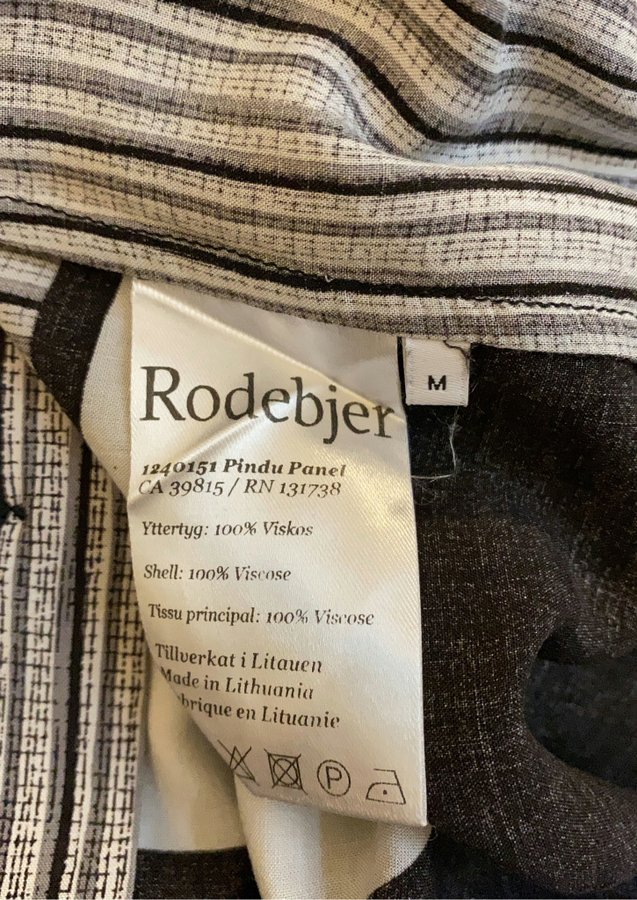 Rodebjer
M
1240151 Pindu Panel
CA 39815 / RN 131738
Yttertyg: 100% Viskos
Shell: 100% Viscose
Tissu principal: 100% Viscose
Tillverkat i Litauen
Made in Lithuania
brique en Lituanie
P